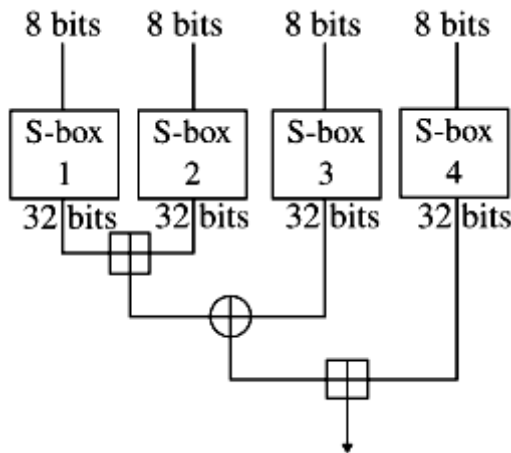 8 bits 8 bits 8 bits 8 bits
S-box S-box S-box S-box
1 2 3 4
32 bits 32 bits 32 bits 32 bits